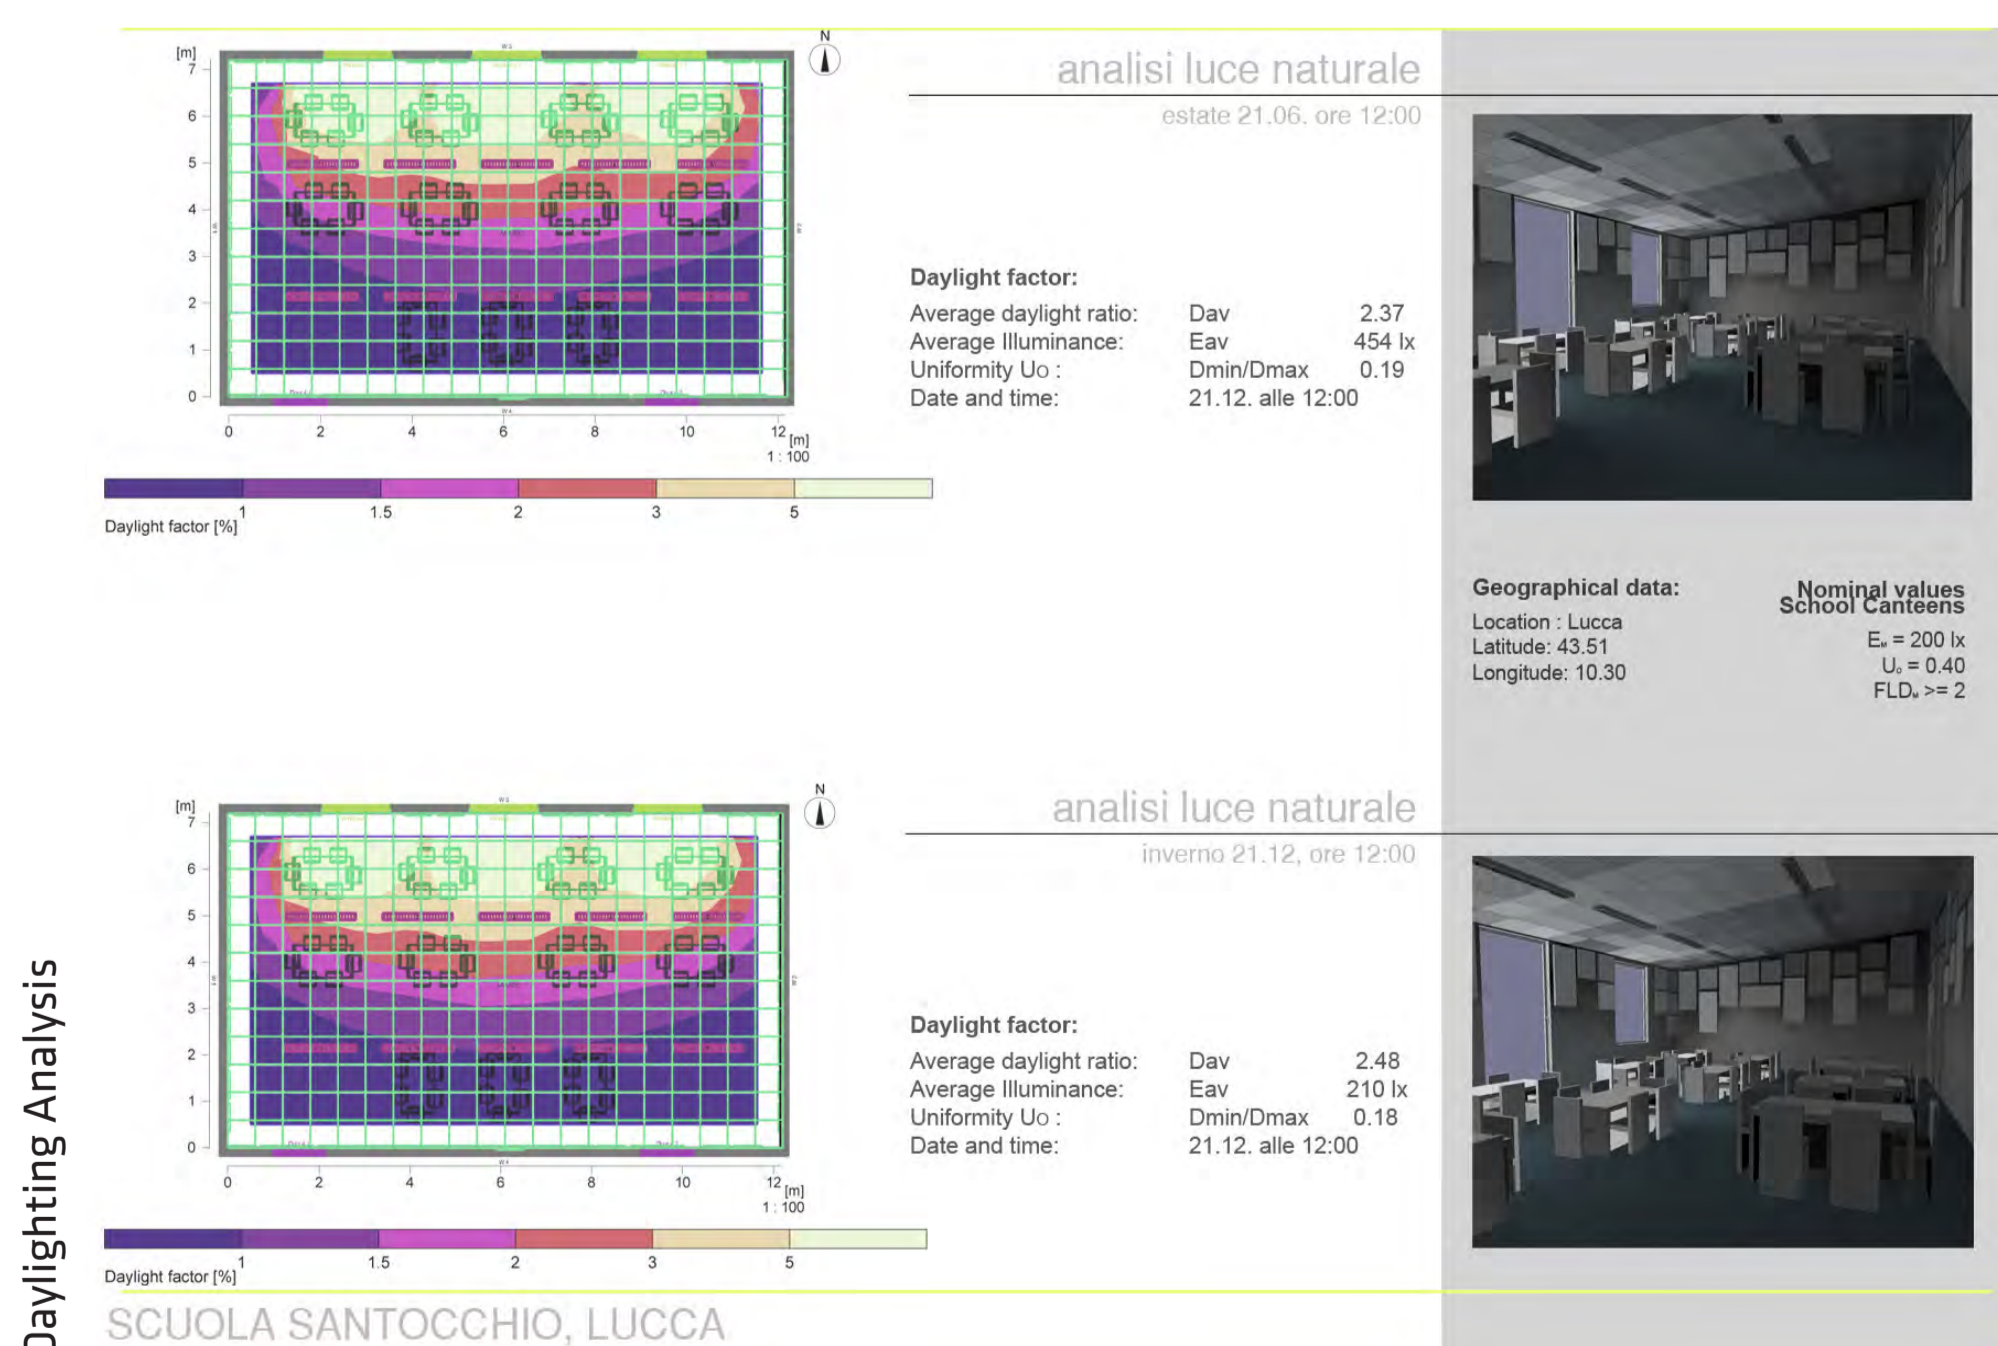 analisi luce naturale
estate 21.06. ore 12:00
[m]
7
6
5
4
3
2
1
0
W3
N
W4
0 2 4 6 8 10 12
[m]
1 : 100
1 1.5 2 3 5
Daylight factor [%]
Daylight factor:
Average daylight ratio: Dav 2.37
Average Illuminance: Eav 454 lx
Uniformity Uo : Dmin/Dmax 0.19
Date and time: 21.12. alle 12:00
Geographical data:
Location : Lucca
Latitude: 43.51
Longitude: 10.30
Nominal values
School Canteens
Eм = 200 lx
Uo = 0.40
FLDм >= 2
analisi luce naturale
inverno 21.12, ore 12:00
[m]
7
6
5
4
3
2
1
0
W3
N
W4
0 2 4 6 8 10 12
[m]
1 : 100
1 1.5 2 3 5
Daylight factor [%]
Daylight factor:
Average daylight ratio: Dav 2.48
Average Illuminance: Eav 210 lx
Uniformity Uo : Dmin/Dmax 0.18
Date and time: 21.12. alle 12:00
Daylighting Analysis
SCUOLA SANTOCCHIO, LUCCA